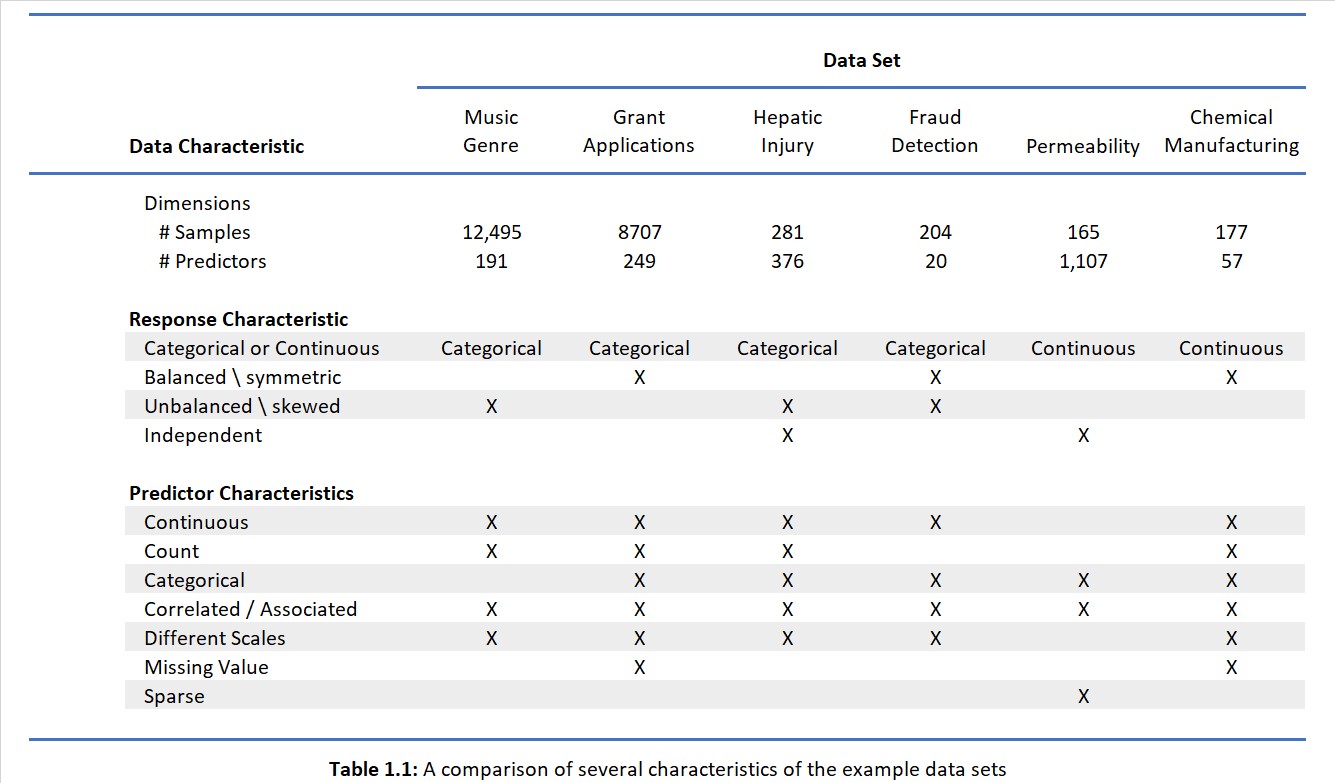 Data Set
Music Grant Hepatic Fraud Chemical
Data Characteristic Genre Applications Injury Detection Permeability Manufacturing
Dimensions
# Samples 12,495 8707 281 204 165 177
# Predictors 191 249 376 20 1,107 57
Response Characteristic
Categorical or Continuous Categorical Categorical Categorical Categorical Continuous Continuous
Balanced \ symmetric X X X
Unbalanced \ skewed X X X
Independent X X
Predictor Characteristics
Continuous X X X X X
Count X X X X
Categorical X X X X X
Correlated / Associated X X X X X X
Different Scales X X X X X
Missing Value X X
Sparse X
Table 1.1: A comparison of several characteristics of the example data sets